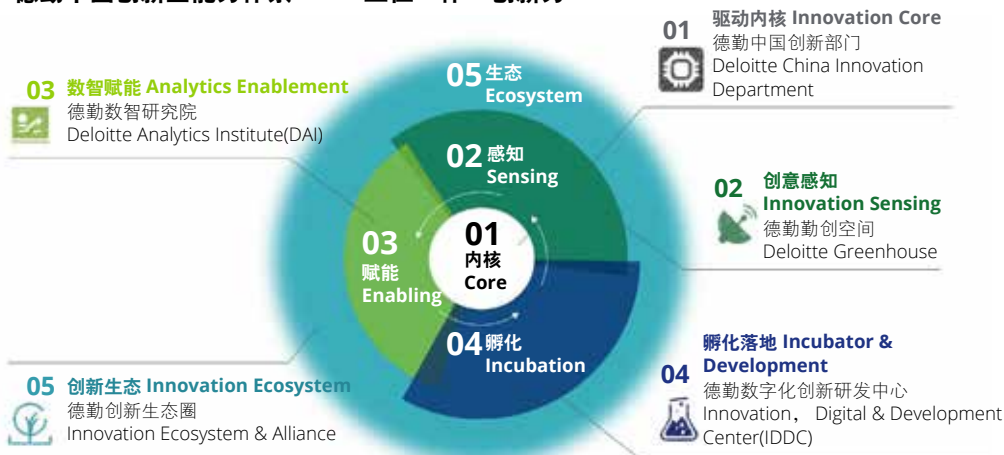 01
驱动内核 Innovation Core
德勤中国创新部门
Deloitte China Innovation
Department
03 数智赋能 Analytics Enablement
德勤数智研究院
Deloitte Analytics Institute(DAI)
05 生态
Ecosystem
02 感知
Sensing
03
赋能
Enabling
01
内核
Core
04 孵化
Incubation
02
创意感知
Innovation Sensing
德勤勤创空间
Deloitte Greenhouse
04
孵化落地 Incubator &
Development
德勤数字化创新研发中心
Innovation， Digital & Development
Center(IDDC)
05 创新生态 Innovation Ecosystem
德勤创新生态圈
Innovation Ecosystem & Alliance